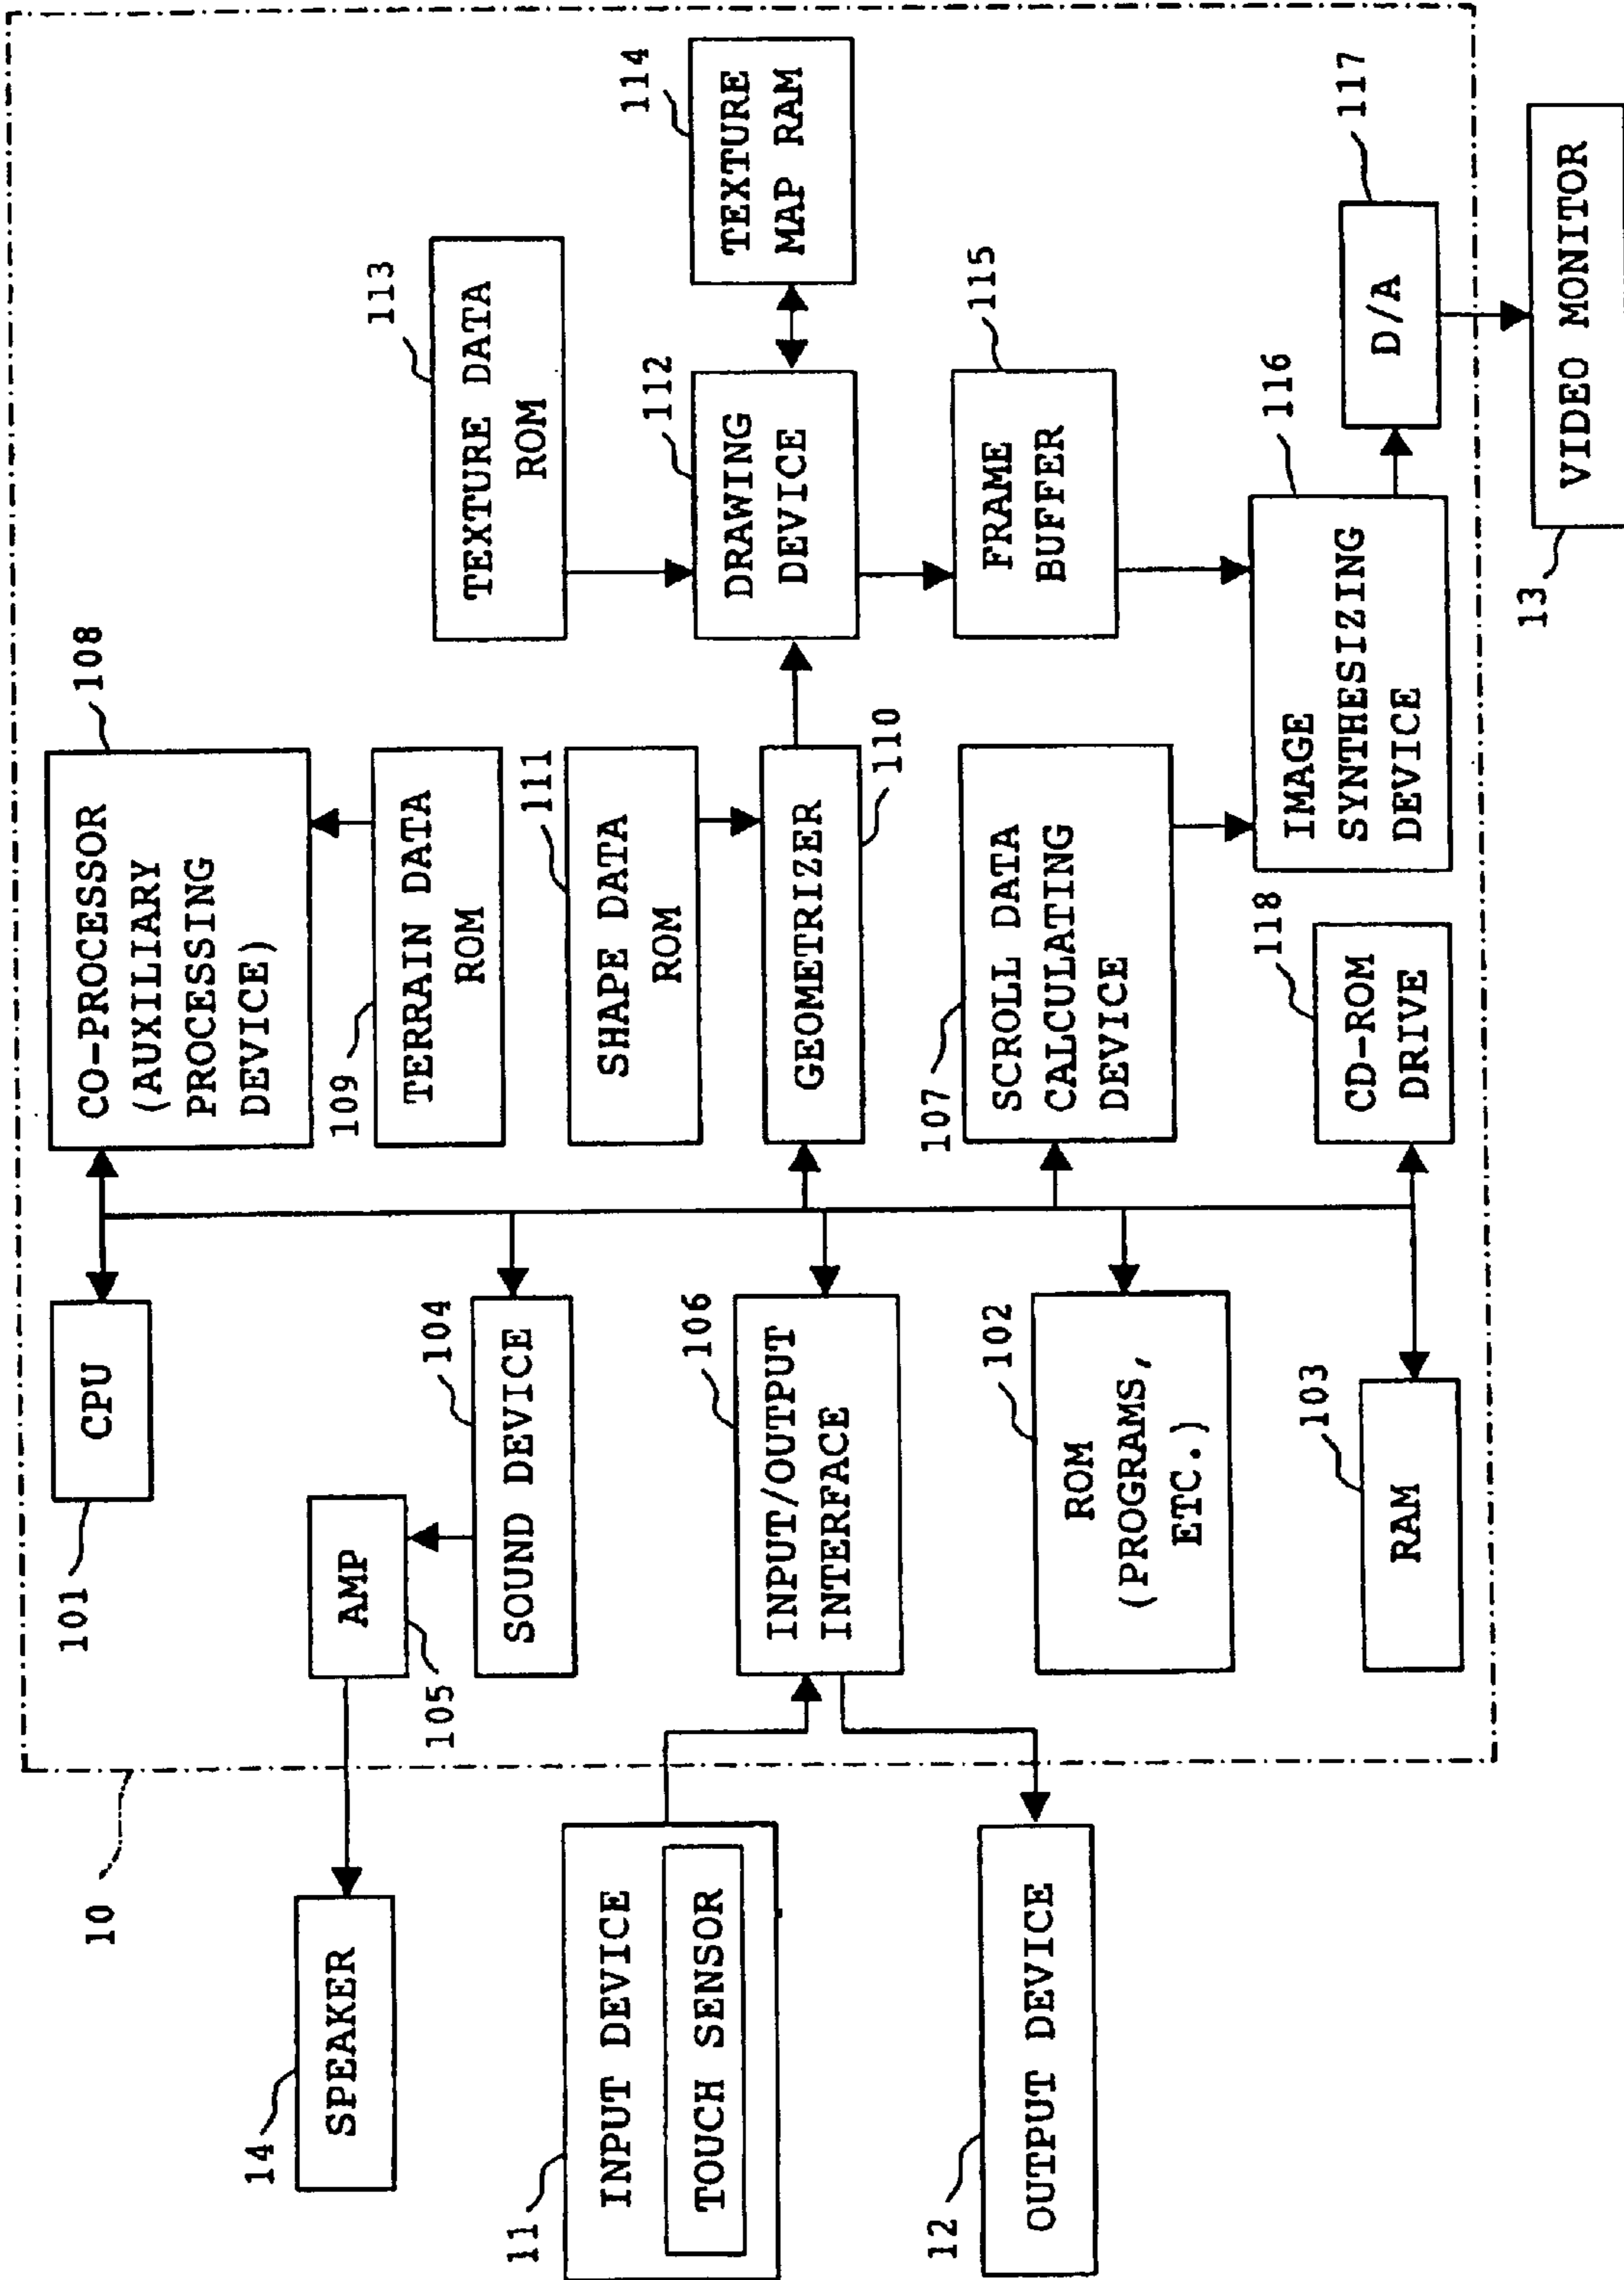 10
14
SPEAKER
11
INPUT DEVICE
TOUCH SENSOR
12
OUTPUT DEVICE
101
CPU
AMP
105
104
SOUND DEVICE
106
INPUT/OUTPUT
INTERFACE
102
ROM
(PROGRAMS,
ETC.)
103
RAM
108
CO-PROCESSOR
(AUXILIARY
PROCESSING
DEVICE)
109
TERRAIN DATA
ROM
111
SHAPE DATA
ROM
GEOMETRIZER
110
107
SCROLL DATA
CALCULATING
DEVICE
118
CD-ROM
DRIVE
113
TEXTURE DATA
ROM
112
DRAWING
DEVICE
114
TEXTURE
MAP RAM
115
FRAME
BUFFER
116
IMAGE
SYNTHESIZING
DEVICE
117
D/A
13
VIDEO MONITOR